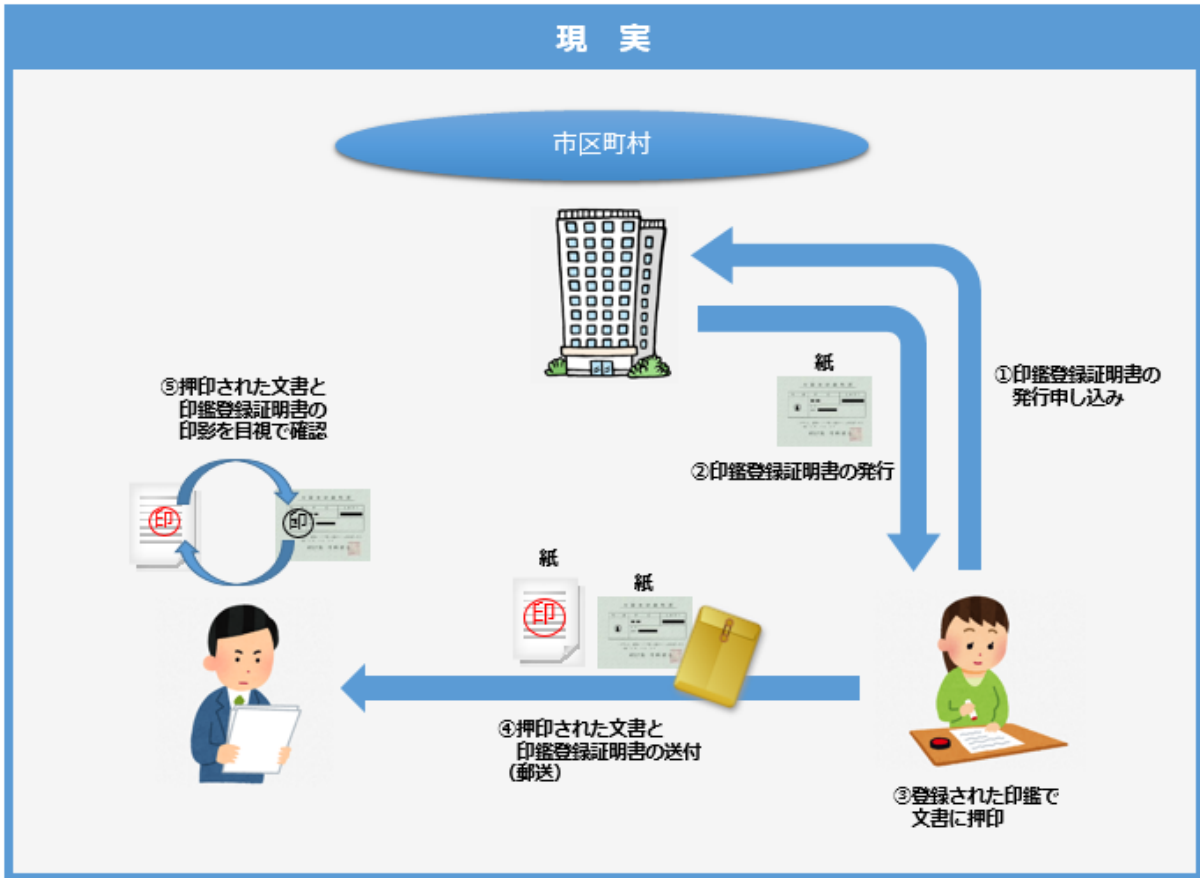 現 実
市区町村
①印鑑登録証明書の
発行申し込み
紙
②印鑑登録証明書の発行
③登録された印鑑で
文書に押印
紙
紙
印
④押印された文書と
印鑑登録証明書の送付
（郵送）
⑤押印された文書と
印鑑登録証明書の
印影を目視で確認
印
印